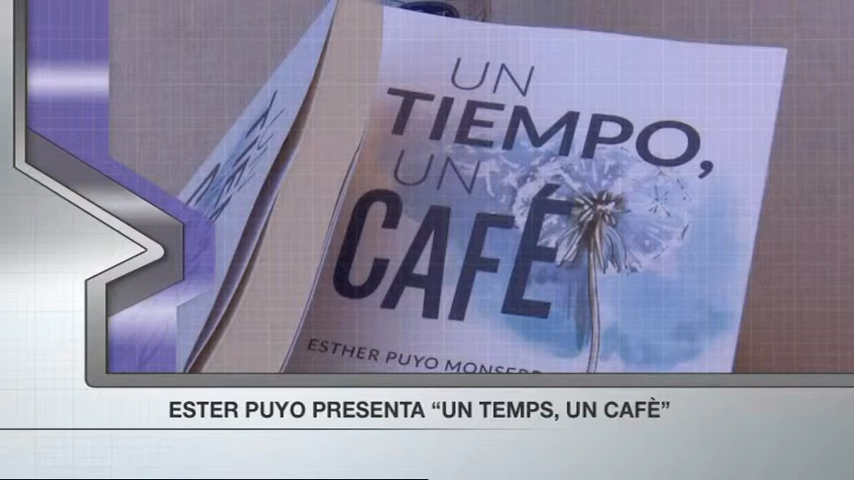 UN
TIEMPO,
UN
CAFÉ
ESTHER PUYO
ESTER PUYO PRESENTA “UN TEMPS, UN CAFÈ”